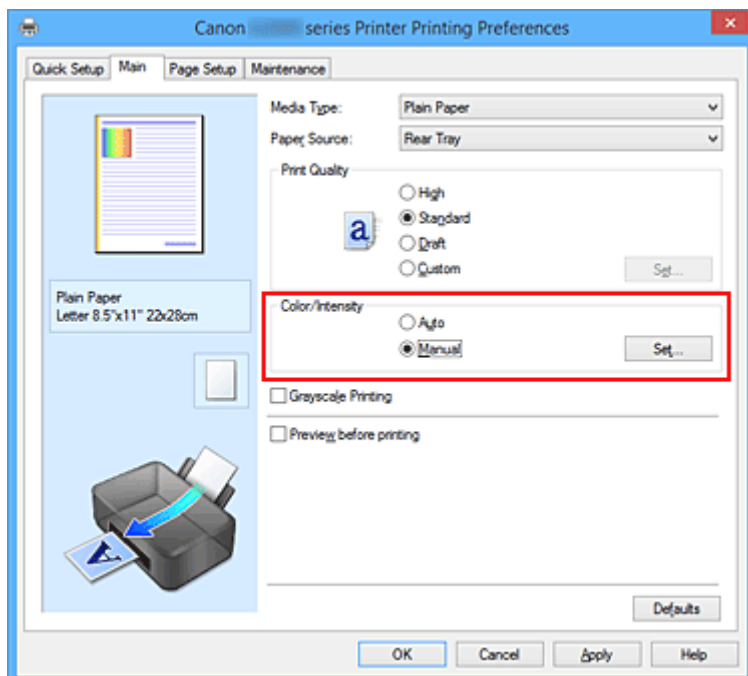 Canon series Printer Printing Preferences
Quick Setup Main Page Setup Maintenance
Media Type: Plain Paper
Paper Source: Rear Tray
Print Quality
High
Standard
Draft
Custom Set...
Plain Paper
Letter 8.5"x11" 22x28cm
Color/Intensity
Auto
Manual Set...
Grayscale Printing
Preview before printing
Defaults
OK Cancel Apply Help